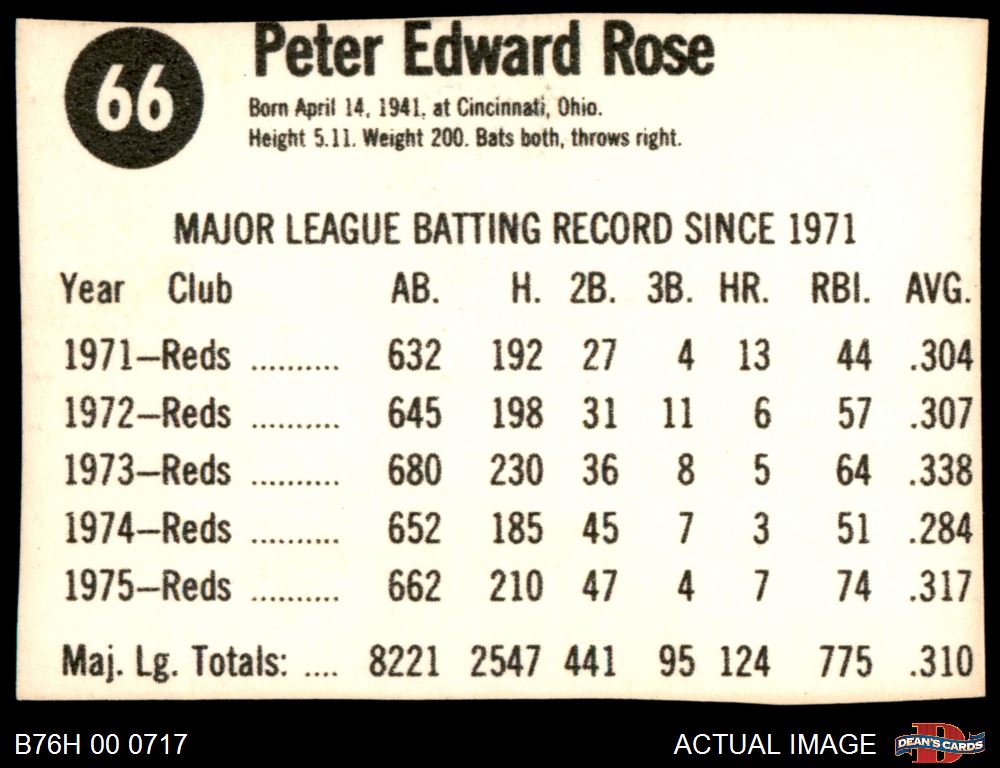 66
Peter Edward Rose
Born April 14, 1941, at Cincinnati, Ohio.
Height 5.11. Weight 200. Bats both, throws right.
MAJOR LEAGUE BATTING RECORD SINCE 1971
Year Club AB. H. 2B. 3B. HR. RBI. AVG.
1971—Reds .......... 632 192 27 4 13 44 .304
1972—Reds .......... 645 198 31 11 6 57 .307
1973—Reds .......... 680 230 36 8 5 64 .338
1974—Reds .......... 652 185 45 7 3 51 .284
1975—Reds .......... 662 210 47 4 7 74 .317
Maj. Lg. Totals: .... 8221 2547 441 95 124 775 .310
B76H 00 0717
ACTUAL IMAGE
D
DEAN'S CARDS